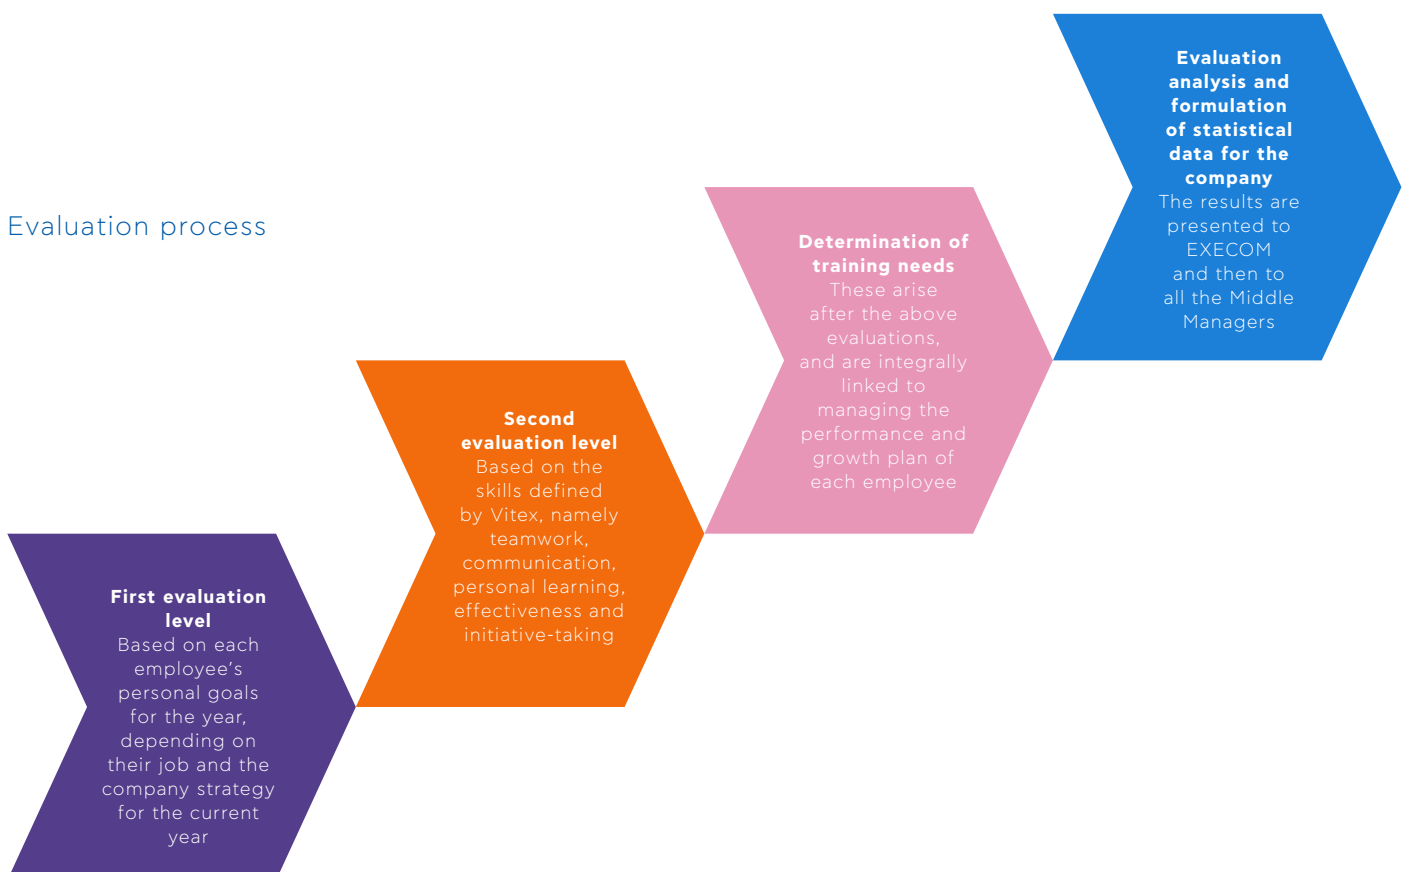 Evaluation process
First evaluation
level
Based on each
employee’s
personal goals
for the year,
depending on
their job and the
company strategy
for the current
year
Second
evaluation level
Based on the
skills defined
by Vitex, namely
teamwork,
communication,
personal learning,
effectiveness and
initiative-taking
Determination of
training needs
These arise
after the above
evaluations,
and are integrally
linked to
managing the
performance and
growth plan of
each employee
Evaluation
analysis and
formulation
of statistical
data for the
company
The results are
presented to
EXECOM
and then to
all the Middle
Managers